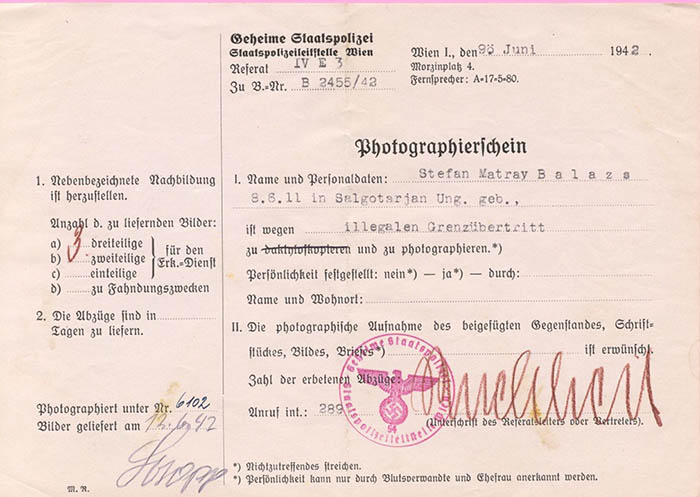 Geheime Staatspolizei
Staatspolizeileitstelle Wien
Referat IV E 3
Zu B.-Nr. B 2455/42
Wien I., den 25 Juni 1942.
Morzinplatz 4.
Fernsprecher: A-17-5-80.
Photographierschein
1. Nebenbezeichnete Nachbildung
ist herzustellen.
Anzahl d. zu liefernden Bilder:
a) dreiteilige
b) zweiteilige
c) einteilige
für den
Erk.-Dienst
3
d) zu Fahndungszwecken
2. Die Abzüge sind in
Tagen zu liefern.
Photographiert unter Nr. 6102
Bilder geliefert am 42
M. R.
I. Name und Personaldaten: Stefan Matray Balazs
8.6.11 in Salgotarjan Ung. geb.,
ist wegen illegalen Grenzübertritt
zu daktyloskopieren und zu photographieren.*)
Persönlichkeit festgestellt: nein*) — ja*) — durch:
Name und Wohnort:
II. Die photographische Aufnahme des beigefügten Gegenstandes, Schrift-
stückes, Bildes, Briefes*) ist erwünscht.
Zahl der erbetenen Abzüge:
Anruf int.: 289
(Unterschrift des Referatsleiters oder Vertreters).
Geheime Staatspolizei
Staatspolizeileitstelle Wien
54
*) Nichtzutreffendes streichen.
*) Persönlichkeit kann nur durch Blutsverwandte und Ehefrau anerkannt werden.